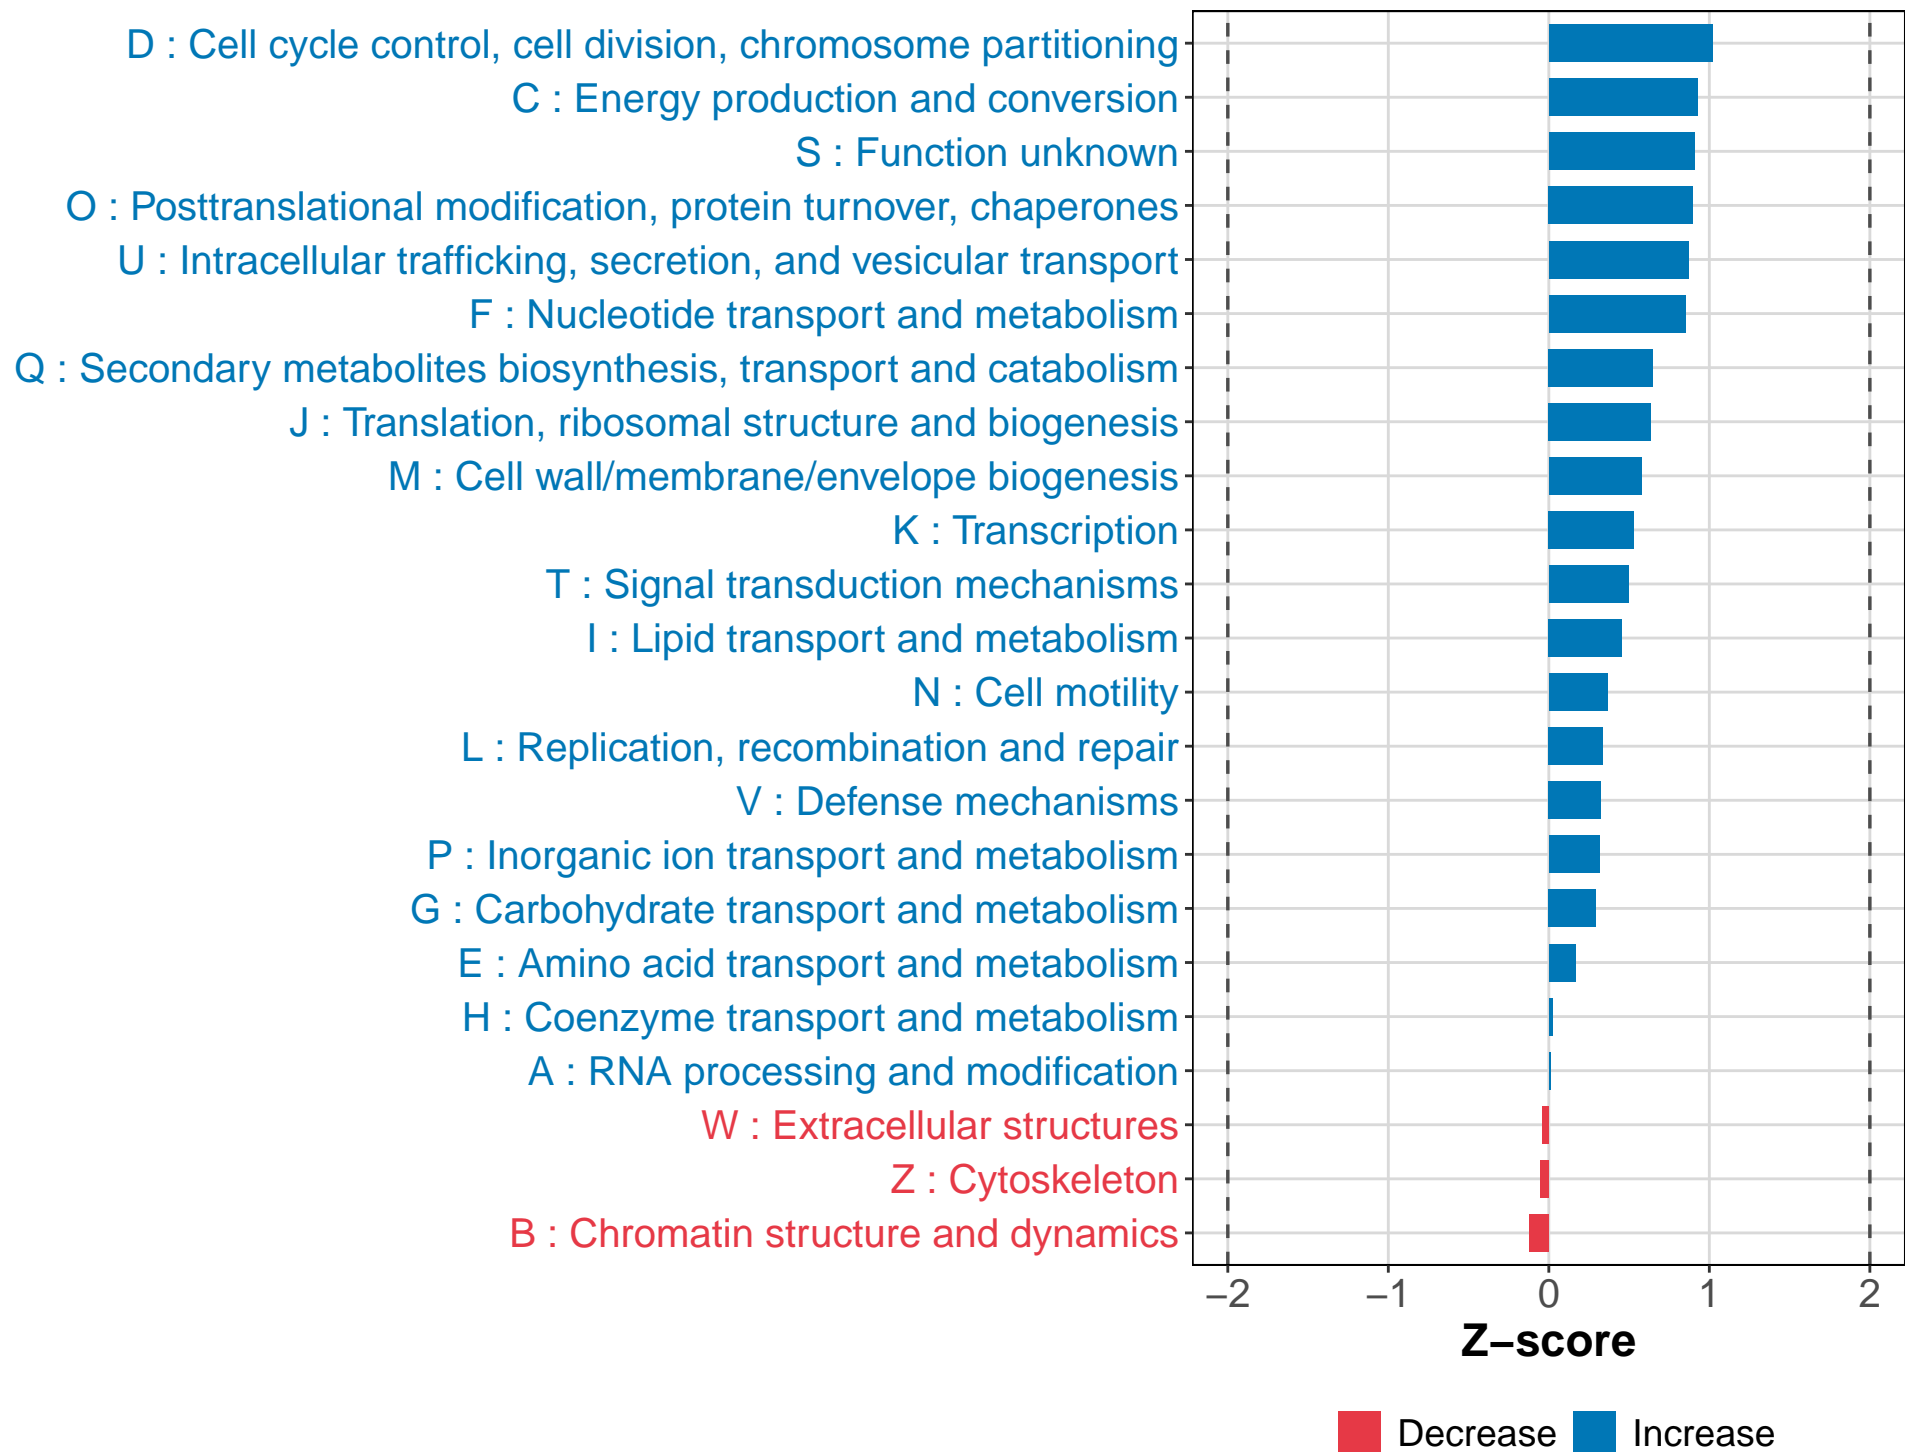 D : Cell cycle control, cell division, chromosome partitioning
C : Energy production and conversion
S : Function unknown
O : Posttranslational modification, protein turnover, chaperones
U : Intracellular trafficking, secretion, and vesicular transport
F : Nucleotide transport and metabolism
Q : Secondary metabolites biosynthesis, transport and catabolism
J : Translation, ribosomal structure and biogenesis
M : Cell wall/membrane/envelope biogenesis
K : Transcription
T : Signal transduction mechanisms
I : Lipid transport and metabolism
N : Cell motility
L : Replication, recombination and repair
V : Defense mechanisms
P : Inorganic ion transport and metabolism
G : Carbohydrate transport and metabolism
E : Amino acid transport and metabolism
H : Coenzyme transport and metabolism
A : RNA processing and modification
W : Extracellular structures
Z : Cytoskeleton
B : Chromatin structure and dynamics
−2 −1 0 1 2
Z−score
Decrease Increase